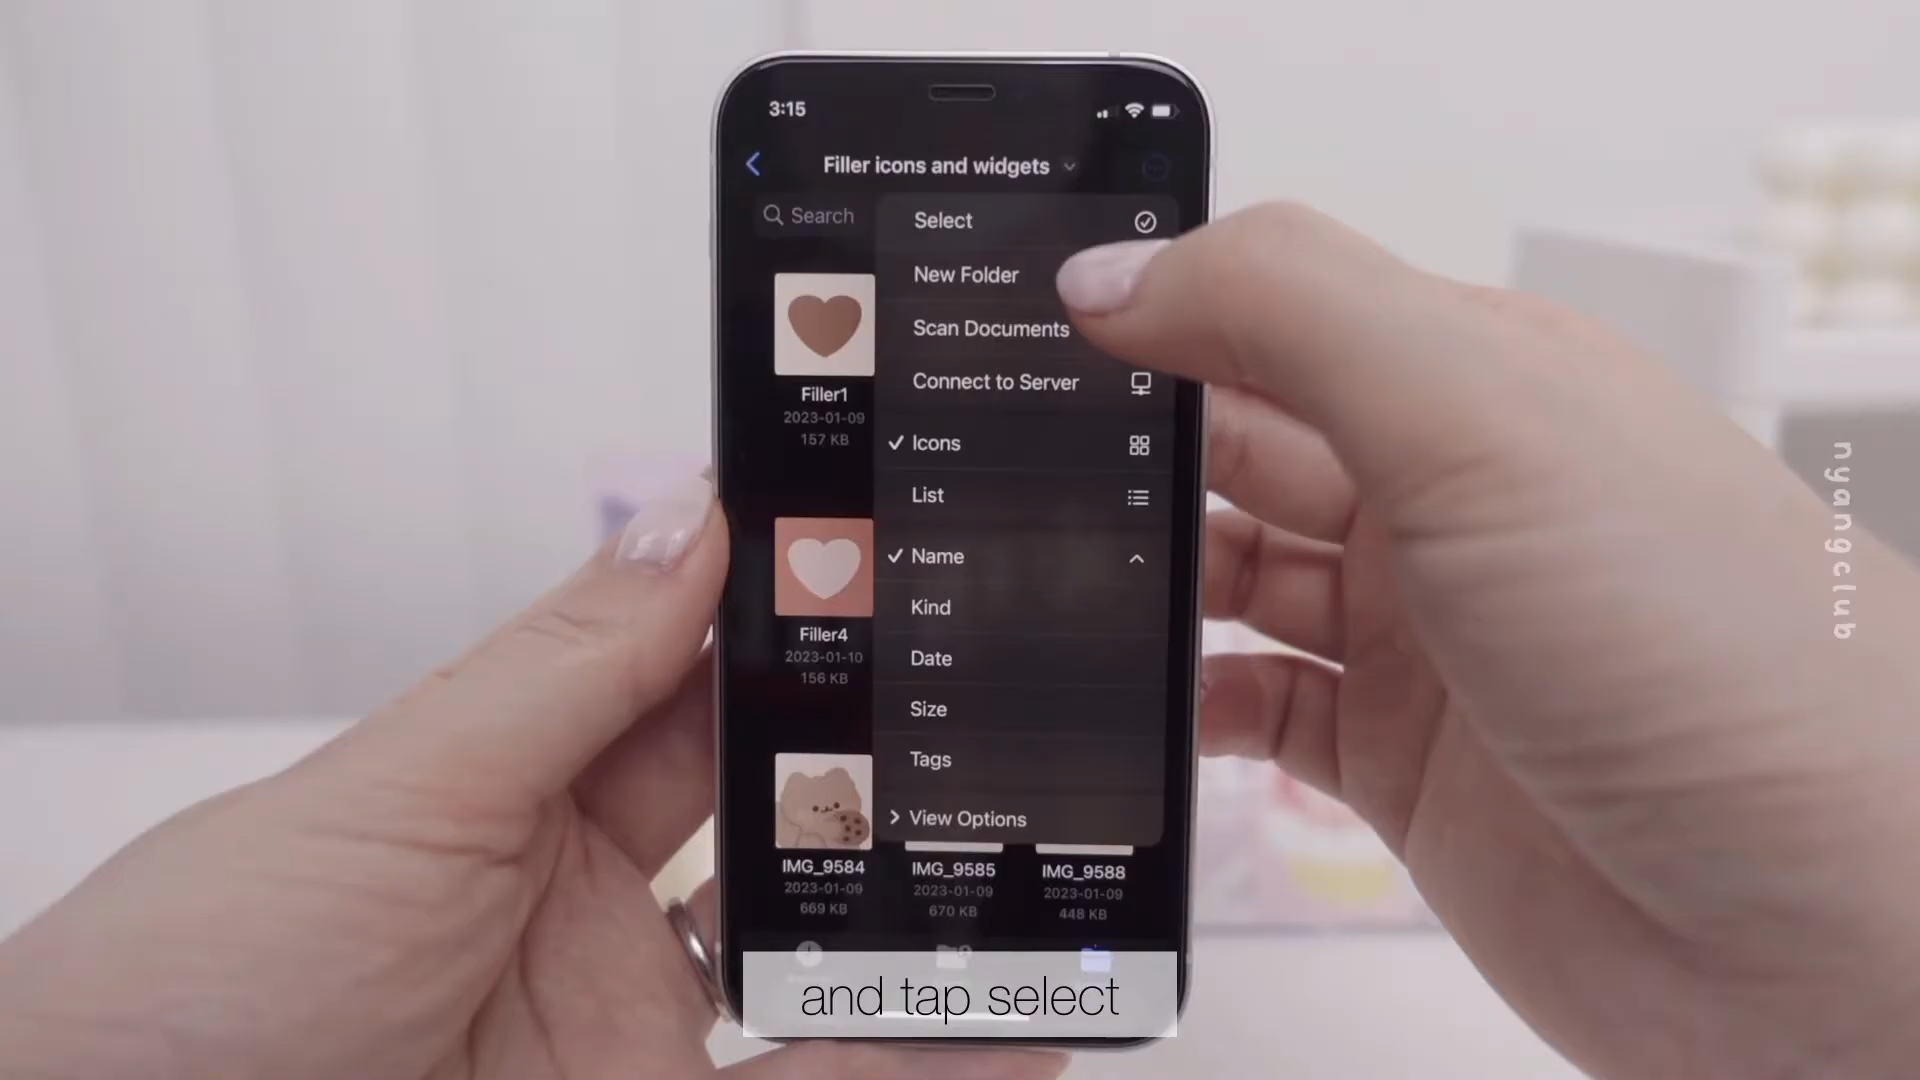 3:15
Filler icons and widgets
Search
Select
New Folder
Scan Documents
Connect to Server
Icons
List
Name
Kind
Date
Size
Tags
View Options
Filler1
2023-01-09
157 KB
Filler4
2023-01-10
156 KB
IMG_9584
2023-01-09
669 KB
IMG_9585
2023-01-09
670 KB
IMG_9588
2023-01-09
448 KB
and tap select
nyangclub